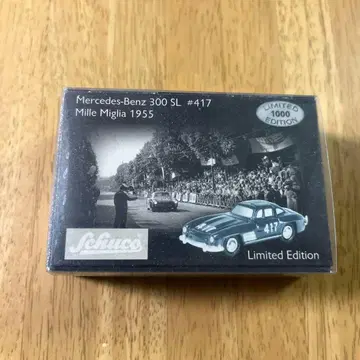 Mercedes-Benz 300 SL #417
Mille Miglia 1955
LIMITED
1000
EDITION
417
Schuco
Limited Edition